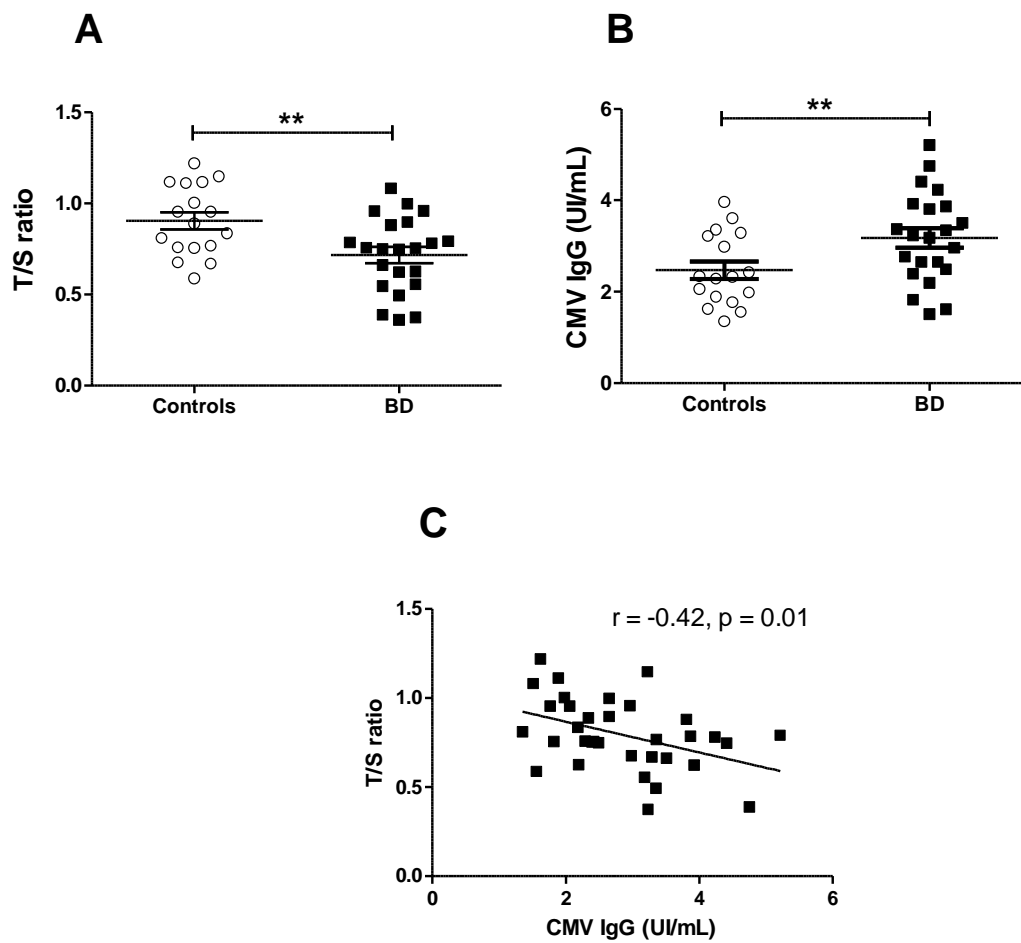 A
B
**
**
1.5
1.0
0.5
0.0
T/S ratio
Controls
BD
6
4
2
0
CMV IgG (UI/mL)
Controls
BD
C
r = -0.42, p = 0.01
1.5
1.0
0.5
0.0
T/S ratio
0
2
4
6
CMV IgG (UI/mL)